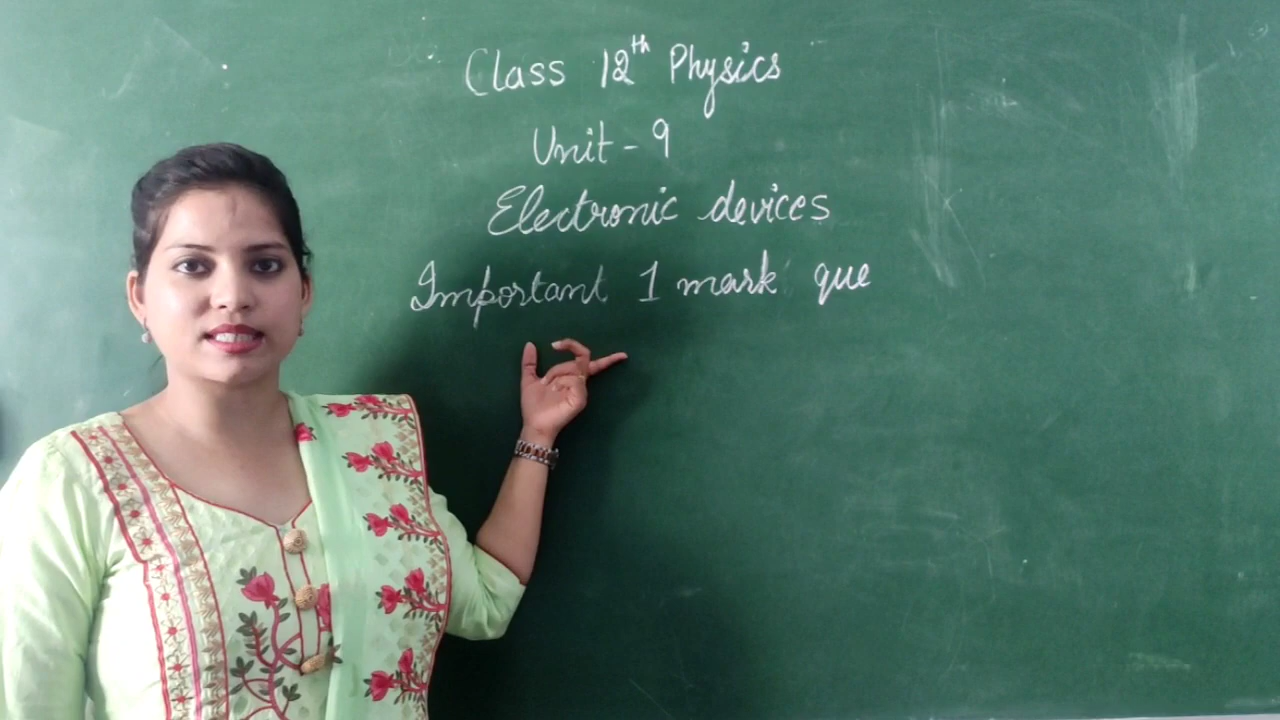 Class 12th Physics
Unit - 9
Electronic devices
Important 1 mark que